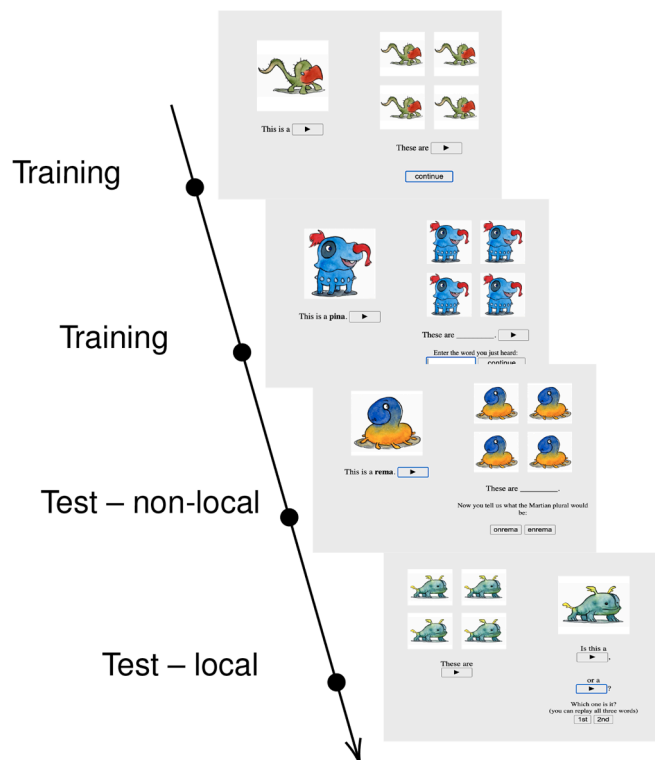 Training
This is a ▶
These are ▶
continue
Training
This is a pina. ▶
These are ________. ▶
Enter the word you just heard:
continue
Test – non-local
This is a rema. ▶
These are __________.
Now you tell us what the Martian plural would
be:
onrema enrema
Test – local
These are
▶
Is this a
▶.
or a
▶?
Which one is it?
(you can replay all three words)
1st 2nd